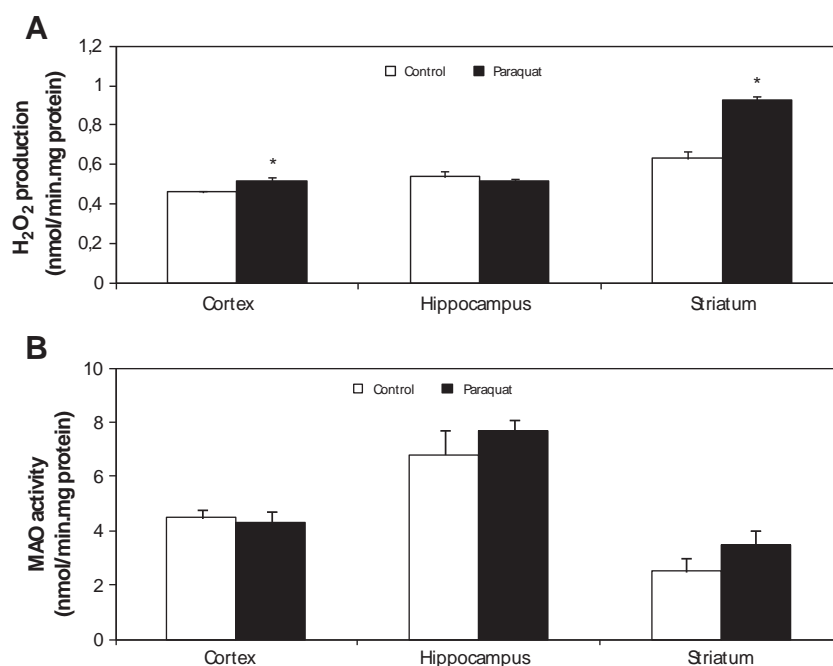 A
H₂O₂ production
(nmol/min.mg protein)
1,2
1
0,8
0,6
0,4
0,2
0
Control
Paraquat
*
*
Cortex
Hippocampus
Striatum
B
MAO activity
(nmol/min.mg protein)
10
8
6
4
2
0
Control
Paraquat
Cortex
Hippocampus
Striatum